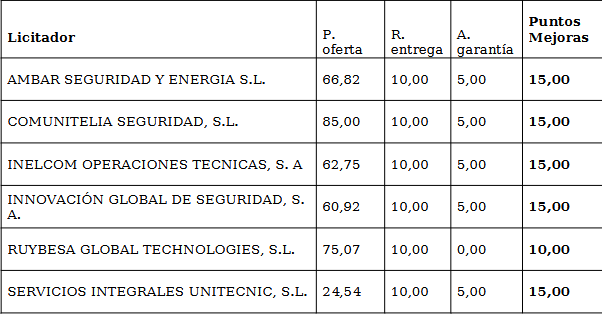 Licitador P. oferta R. entrega A. garantía Puntos Mejoras
AMBAR SEGURIDAD Y ENERGIA S.L. 66,82 10,00 5,00 15,00
COMUNITELIA SEGURIDAD, S.L. 85,00 10,00 5,00 15,00
INELCOM OPERACIONES TECNICAS, S. A 62,75 10,00 5,00 15,00
INNOVACIÓN GLOBAL DE SEGURIDAD, S. A. 60,92 10,00 5,00 15,00
RUYBESA GLOBAL TECHNOLOGIES, S.L. 75,07 10,00 0,00 10,00
SERVICIOS INTEGRALES UNITECNIC, S.L. 24,54 10,00 5,00 15,00